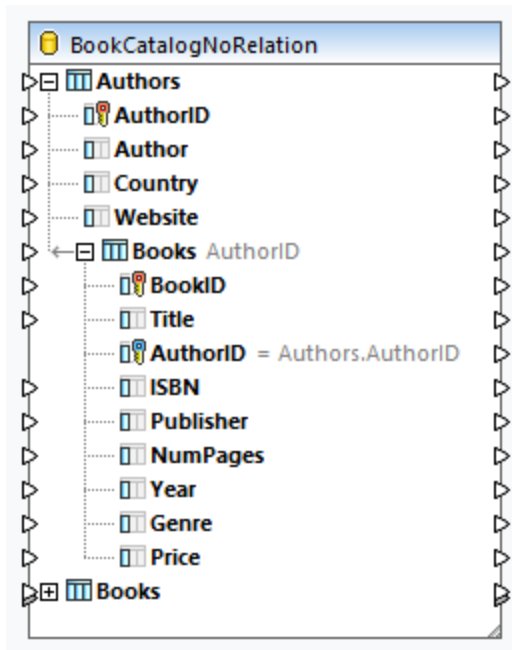 BookCatalogNoRelation
Authors
AuthorID
Author
Country
Website
Books AuthorID
BookID
Title
AuthorID = Authors.AuthorID
ISBN
Publisher
NumPages
Year
Genre
Price
Books